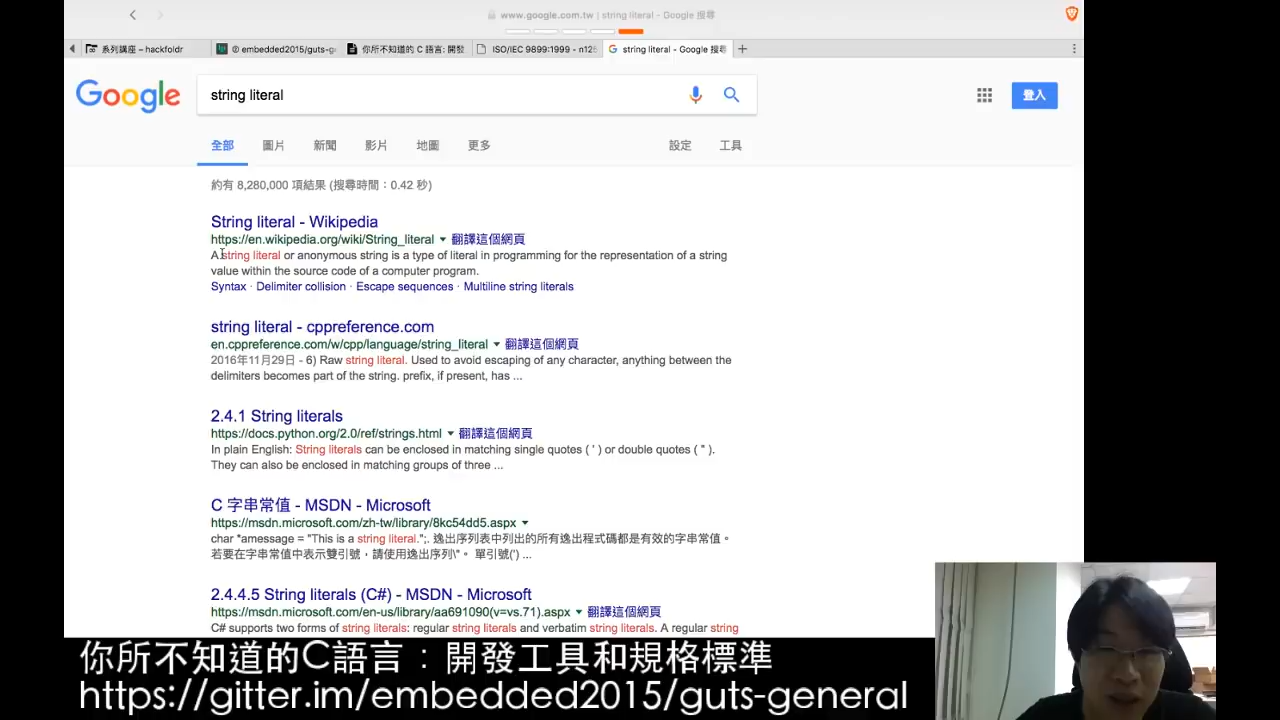 www.google.com.tw | string literal - Google 搜尋
系列講座 – hackfoldr
embedded2015/guts-g
你所不知道的 C 語言: 開發
ISO/IEC 9899:1999 - n125
string literal - Google 搜尋
Google
string literal
登入
全部 圖片 新聞 影片 地圖 更多 設定 工具
約有 8,280,000 項結果 (搜尋時間：0.42 秒)
String literal - Wikipedia
https://en.wikipedia.org/wiki/String_literal 翻譯這個網頁
A string literal or anonymous string is a type of literal in programming for the representation of a string
value within the source code of a computer program.
Syntax · Delimiter collision · Escape sequences · Multiline string literals
string literal - cppreference.com
en.cppreference.com/w/cpp/language/string_literal 翻譯這個網頁
2016年11月29日 - 6) Raw string literal. Used to avoid escaping of any character, anything between the
delimiters becomes part of the string. prefix, if present, has ...
2.4.1 String literals
https://docs.python.org/2.0/ref/strings.html 翻譯這個網頁
In plain English: String literals can be enclosed in matching single quotes ( ' ) or double quotes ( " ).
They can also be enclosed in matching groups of three ...
C 字串常值 - MSDN - Microsoft
https://msdn.microsoft.com/zh-tw/library/8kc54dd5.aspx
char *amessage = "This is a string literal.";. 逸出序列表中列出的所有逸出程式碼都是有效的字串常值。
若要在字串常值中表示雙引號，請使用逸出序列\"。 單引號(') ...
2.4.4.5 String literals (C#) - MSDN - Microsoft
https://msdn.microsoft.com/en-us/library/aa691090(v=vs.71).aspx 翻譯這個網頁
C# supports two forms of string literals: regular string literals and verbatim string literals. A regular string
你所不知道的C語言：開發工具和規格標準
https://gitter.im/embedded2015/guts-general